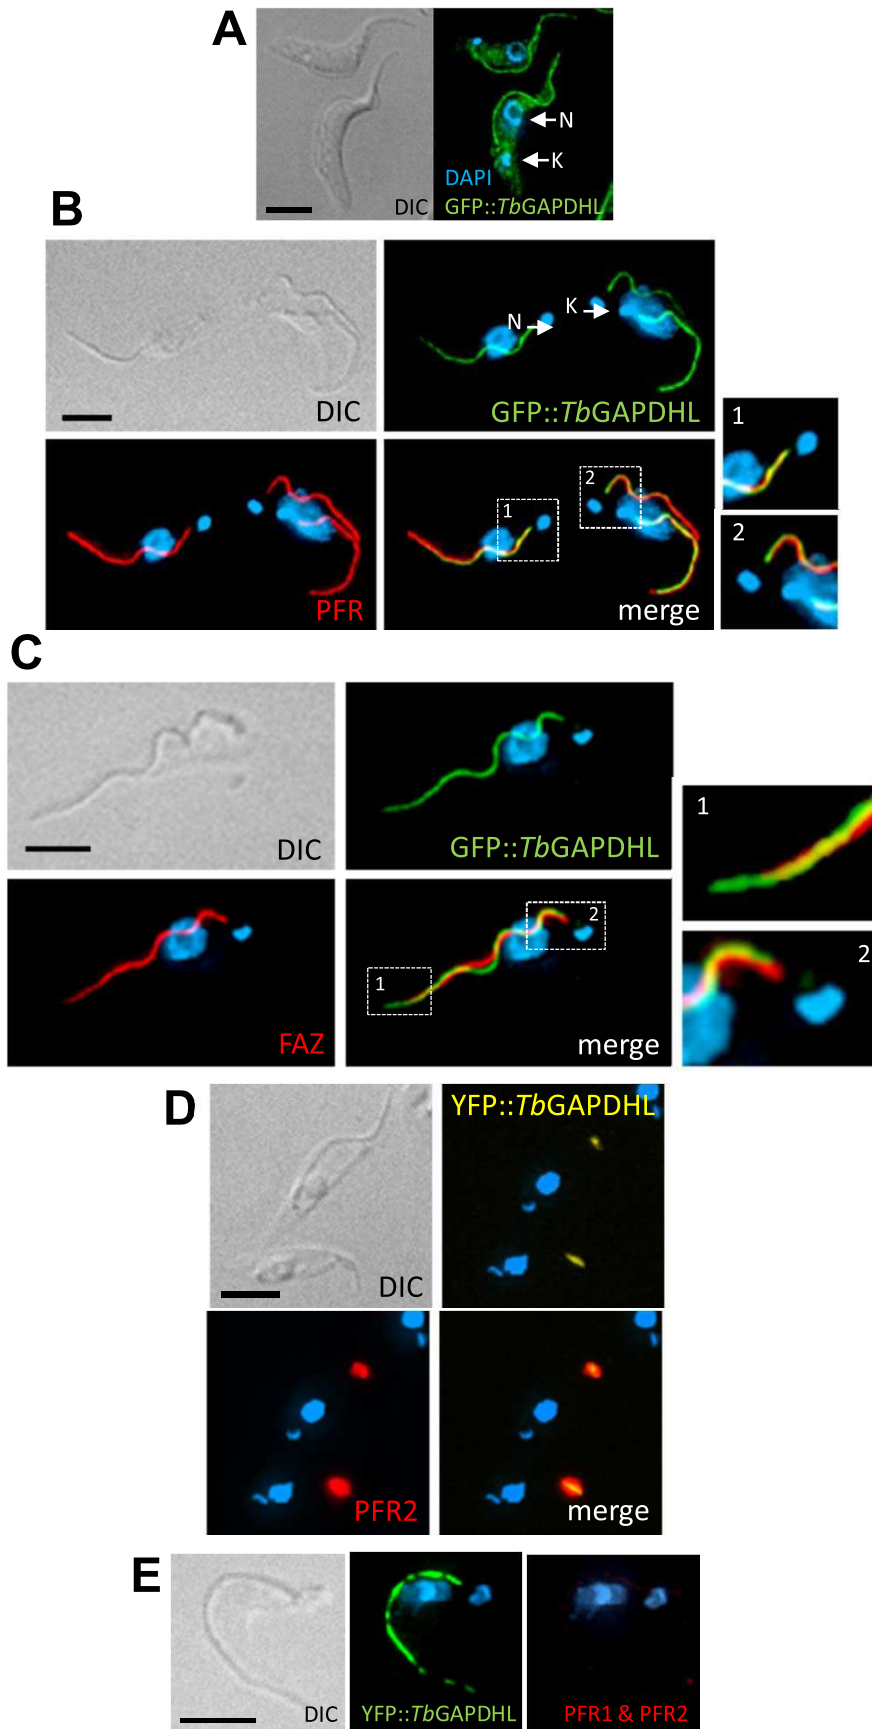 A
N
K
DAPI
DIC
GFP::TbGAPDHL
B
N
K
DIC
GFP::TbGAPDHL
1
1
2
2
PFR
merge
C
DIC
GFP::TbGAPDHL
1
2
1
2
FAZ
merge
D
YFP::TbGAPDHL
DIC
PFR2
merge
E
DIC
YFP::TbGAPDHL
PFR1 & PFR2